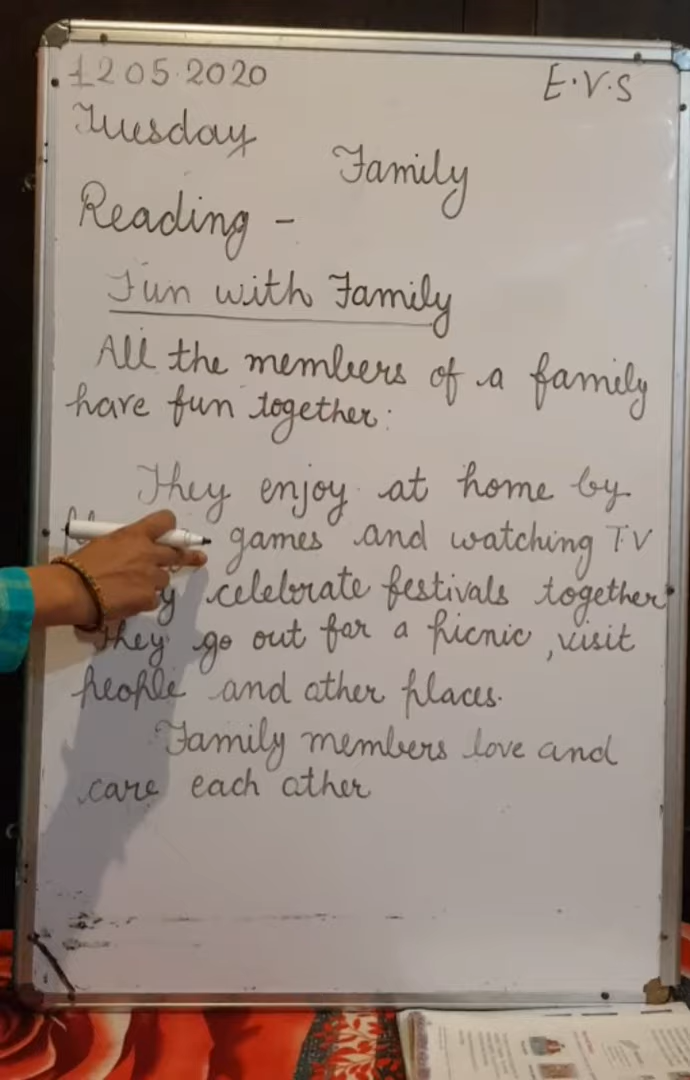 12 05.2020
E.V.S
Tuesday
Family
Reading -
Fun with Family
All the members of a family
have fun together:
They enjoy at home by
games and watching TV
celebrate festivals together
They go out for a picnic, visit
people and other places.
Family members love and
care each other